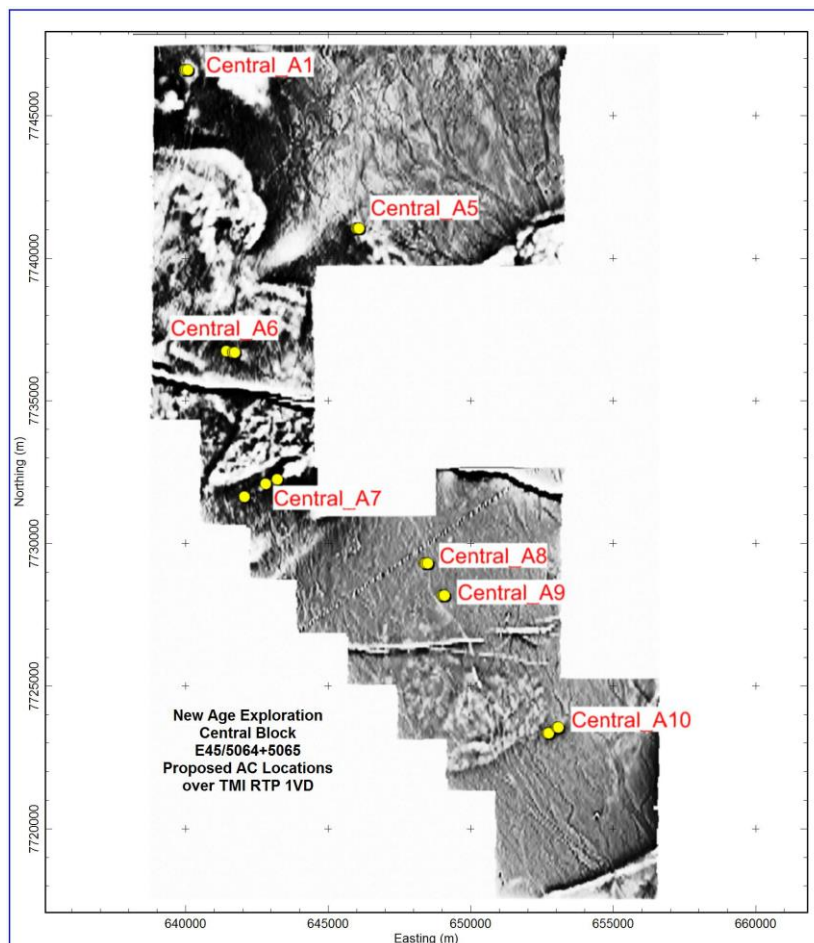 Central_A1
Central_A5
Central_A6
Central_A7
Central_A8
Central_A9
Central_A10
New Age Exploration
Central Block
E45/5064+5065
Proposed AC Locations
over TMI RTP 1VD
Northing (m)
7745000
7740000
7735000
7730000
7725000
7720000
640000 645000 650000 655000 660000
Easting (m)